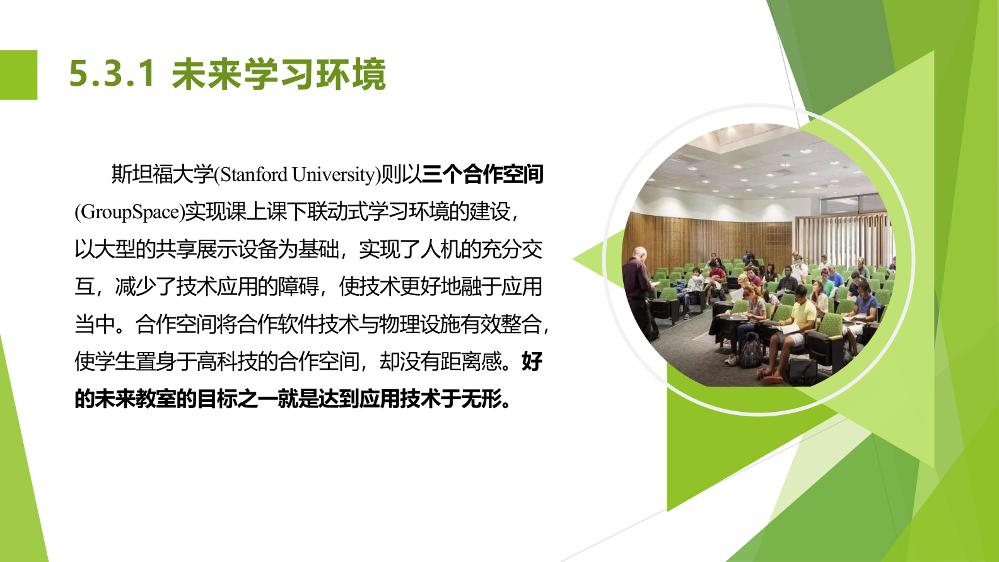 5.3.1 未来学习环境
斯坦福大学(Stanford University)则以三个合作空间
(GroupSpace)实现课上课下联动式学习环境的建设，
以大型的共享展示设备为基础，实现了人机的充分交
互，减少了技术应用的障碍，使技术更好地融于应用
当中。合作空间将合作软件技术与物理设施有效整合，
使学生置身于高科技的合作空间，却没有距离感。好
的未来教室的目标之一就是达到应用技术于无形。